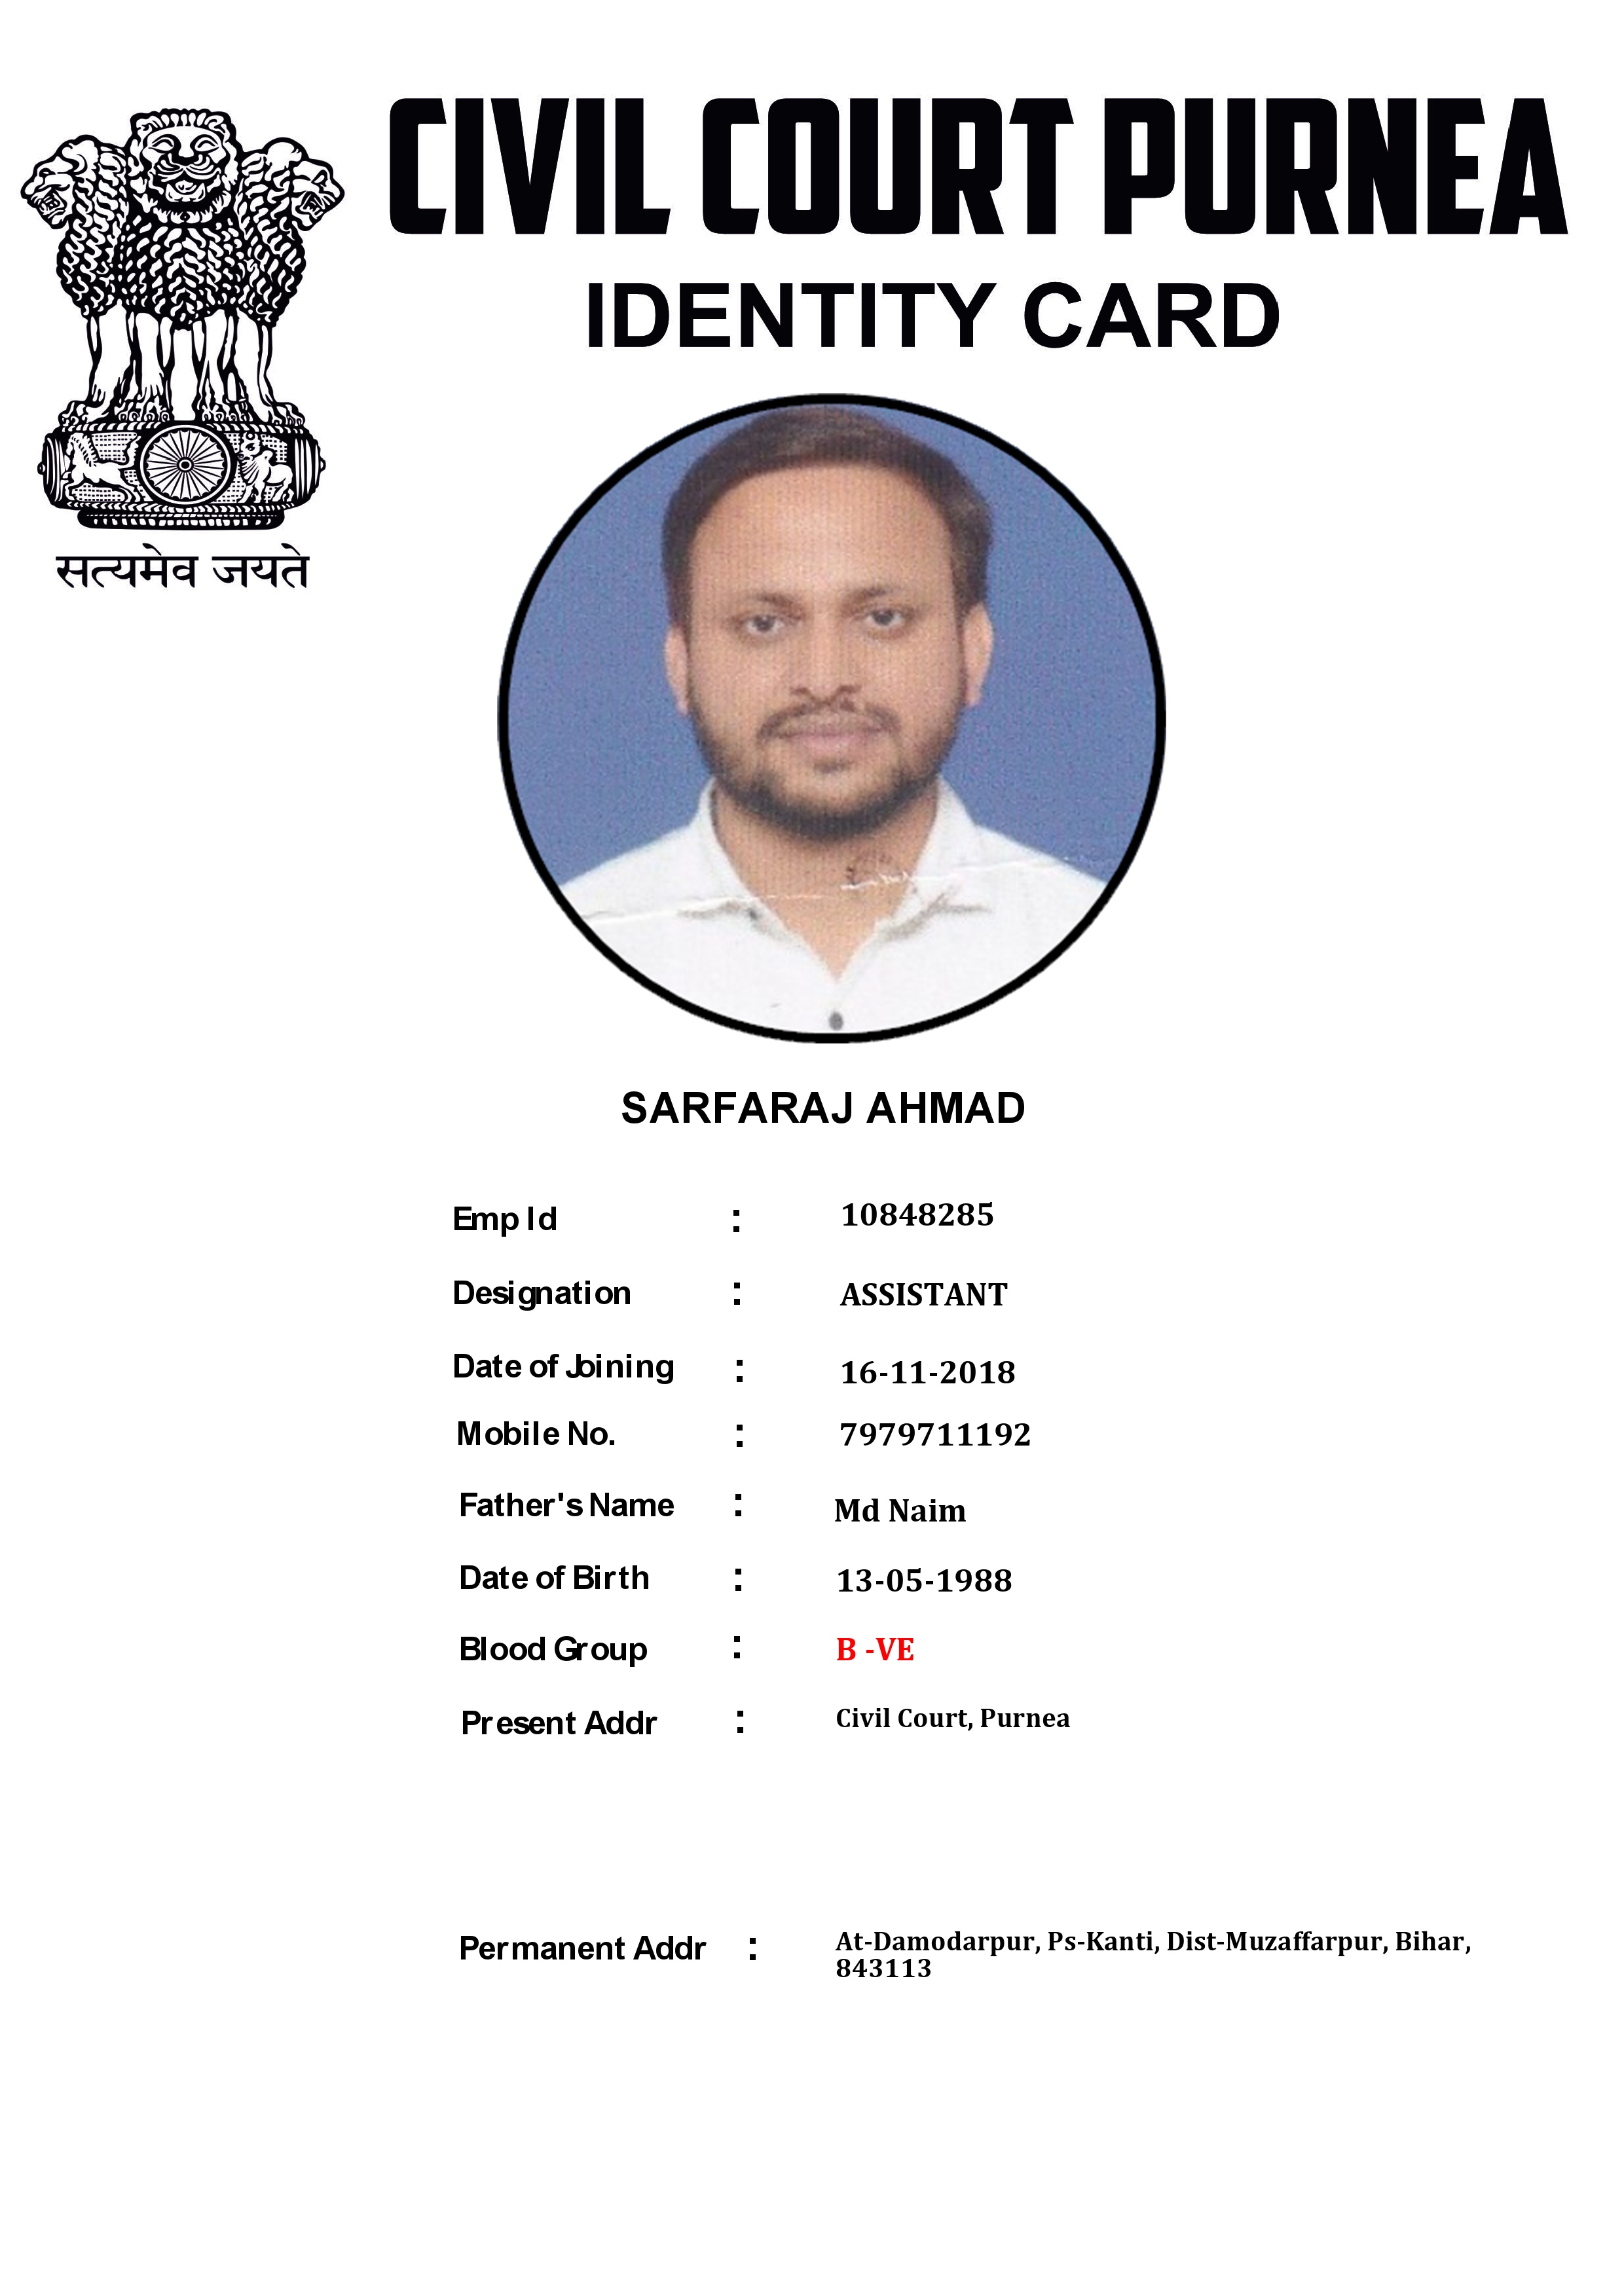 CIVIL COURT PURNEA
IDENTITY CARD
सत्यमेव जयते
SARFARAJ AHMAD
Emp Id : 10848285
Designation : ASSISTANT
Date of Joining : 16-11-2018
Mobile No. : 7979711192
Father's Name : Md Naim
Date of Birth : 13-05-1988
Blood Group : B -VE
Present Addr : Civil Court, Purnea
Permanent Addr : At-Damodarpur, Ps-Kanti, Dist-Muzaffarpur, Bihar,
843113